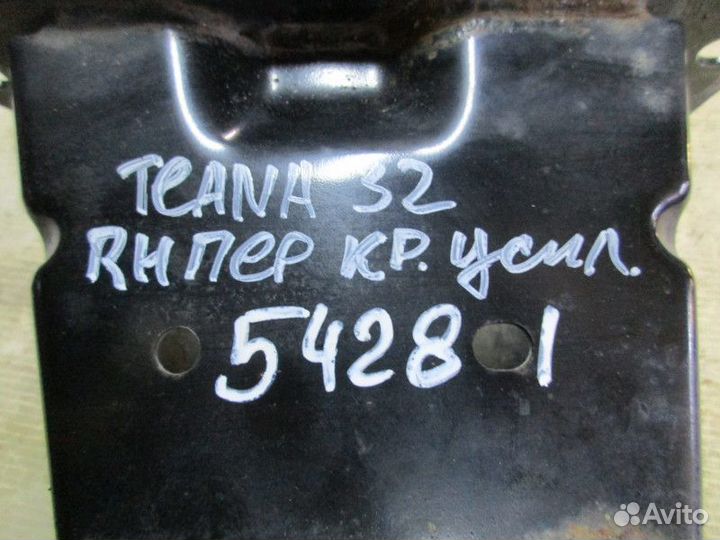 TEANA 32
RH ПЕР КР. УСИЛ.
5428 1
Avito